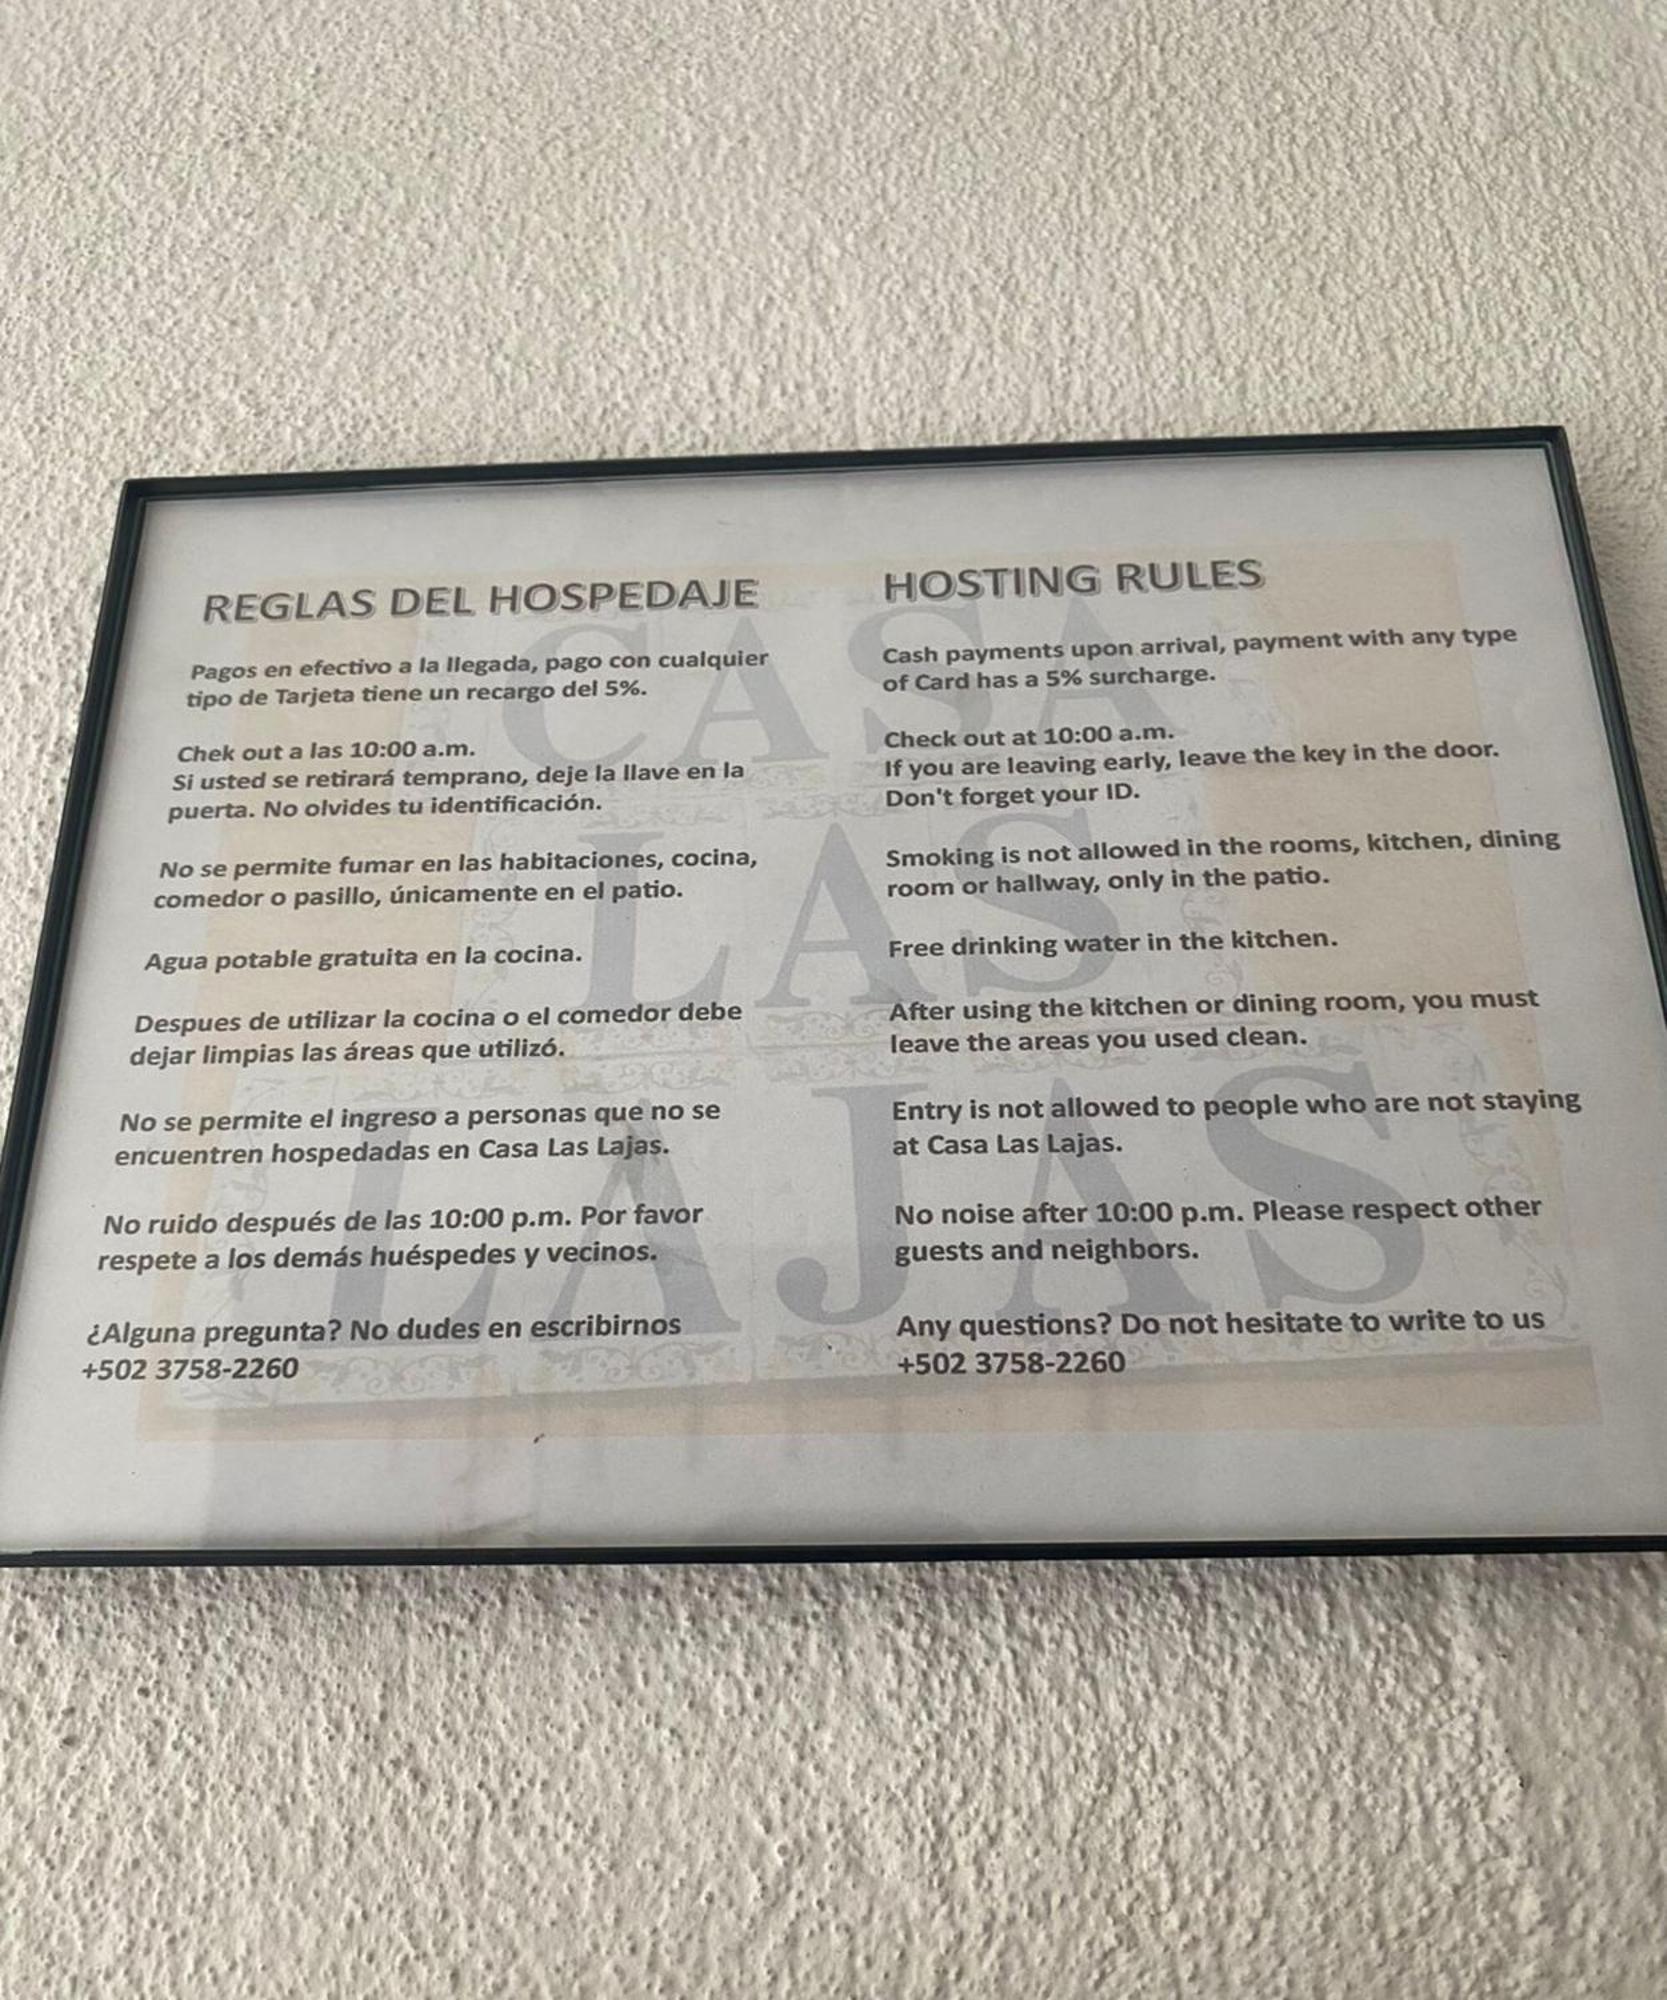 REGLAS DEL HOSPEDAJE
Pagos en efectivo a la llegada, pago con cualquier
tipo de Tarjeta tiene un recargo del 5%.
Chek out a las 10:00 a.m.
Si usted se retirará temprano, deje la llave en la
puerta. No olvides tu identificación.
No se permite fumar en las habitaciones, cocina,
comedor o pasillo, únicamente en el patio.
Agua potable gratuita en la cocina.
Despues de utilizar la cocina o el comedor debe
dejar limpias las áreas que utilizó.
No se permite el ingreso a personas que no se
encuentren hospedadas en Casa Las Lajas.
No ruido después de las 10:00 p.m. Por favor
respete a los demás huéspedes y vecinos.
¿Alguna pregunta? No dudes en escribirnos
+502 3758-2260
HOSTING RULES
Cash payments upon arrival, payment with any type
of Card has a 5% surcharge.
Check out at 10:00 a.m.
If you are leaving early, leave the key in the door.
Don't forget your ID.
Smoking is not allowed in the rooms, kitchen, dining
room or hallway, only in the patio.
Free drinking water in the kitchen.
After using the kitchen or dining room, you must
leave the areas you used clean.
Entry is not allowed to people who are not staying
at Casa Las Lajas.
No noise after 10:00 p.m. Please respect other
guests and neighbors.
Any questions? Do not hesitate to write to us
+502 3758-2260
CASA
LAS
LAJAS